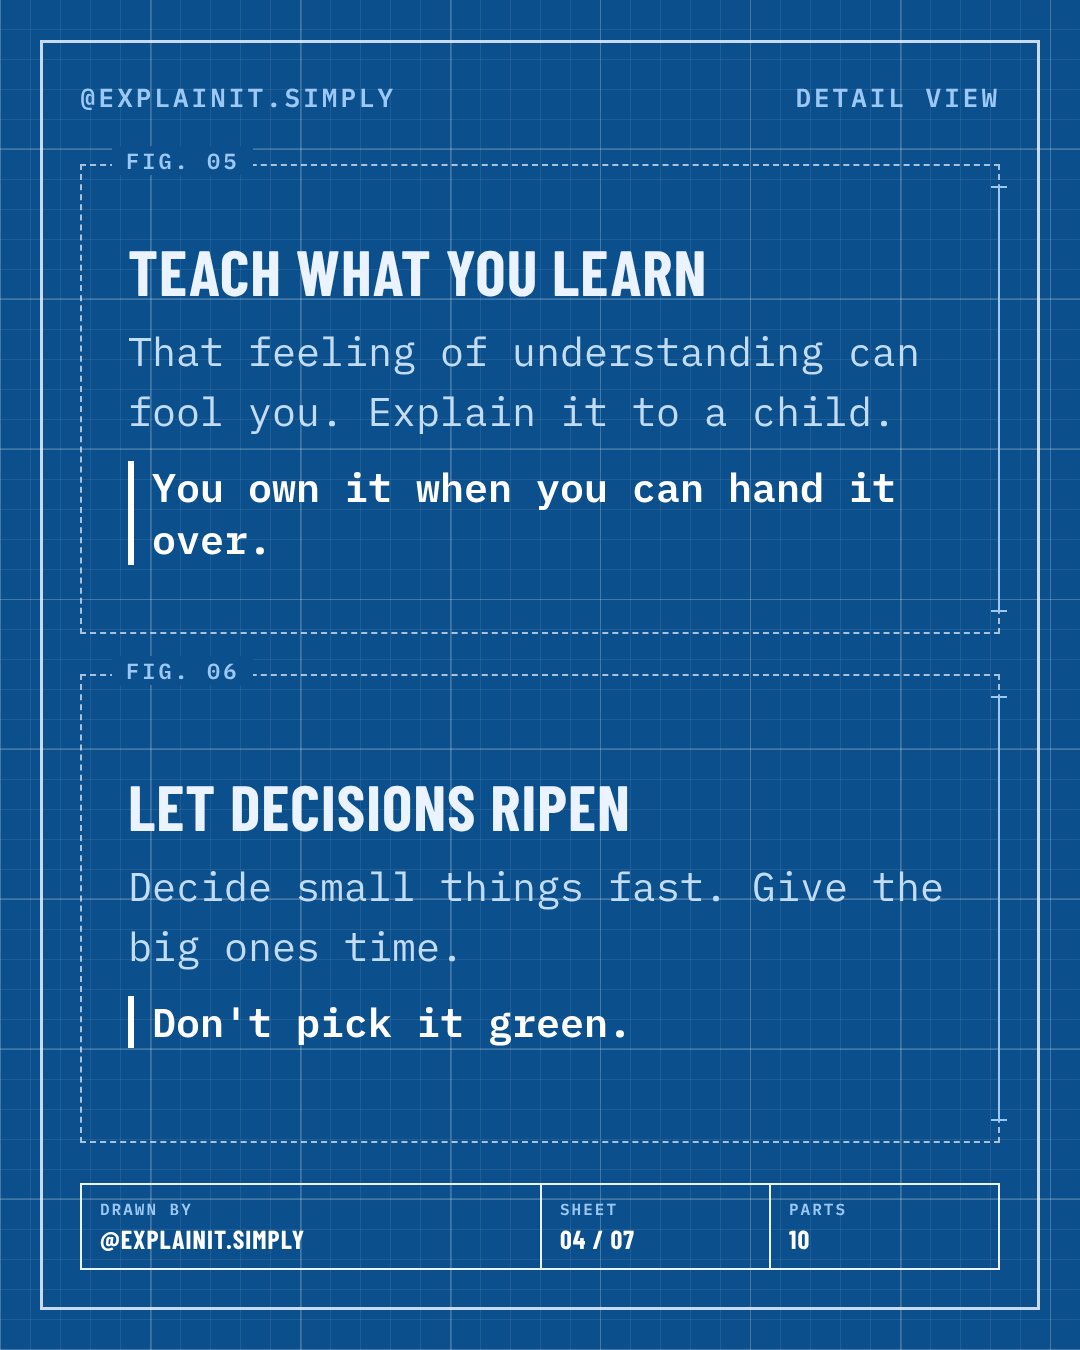 @EXPLAINIT.SIMPLY
DETAIL VIEW
FIG. 05
TEACH WHAT YOU LEARN
That feeling of understanding can
fool you. Explain it to a child.
You own it when you can hand it
over.
FIG. 06
LET DECISIONS RIPEN
Decide small things fast. Give the
big ones time.
Don't pick it green.
DRAWN BY
@EXPLAINIT.SIMPLY
SHEET
04 / 07
PARTS
10